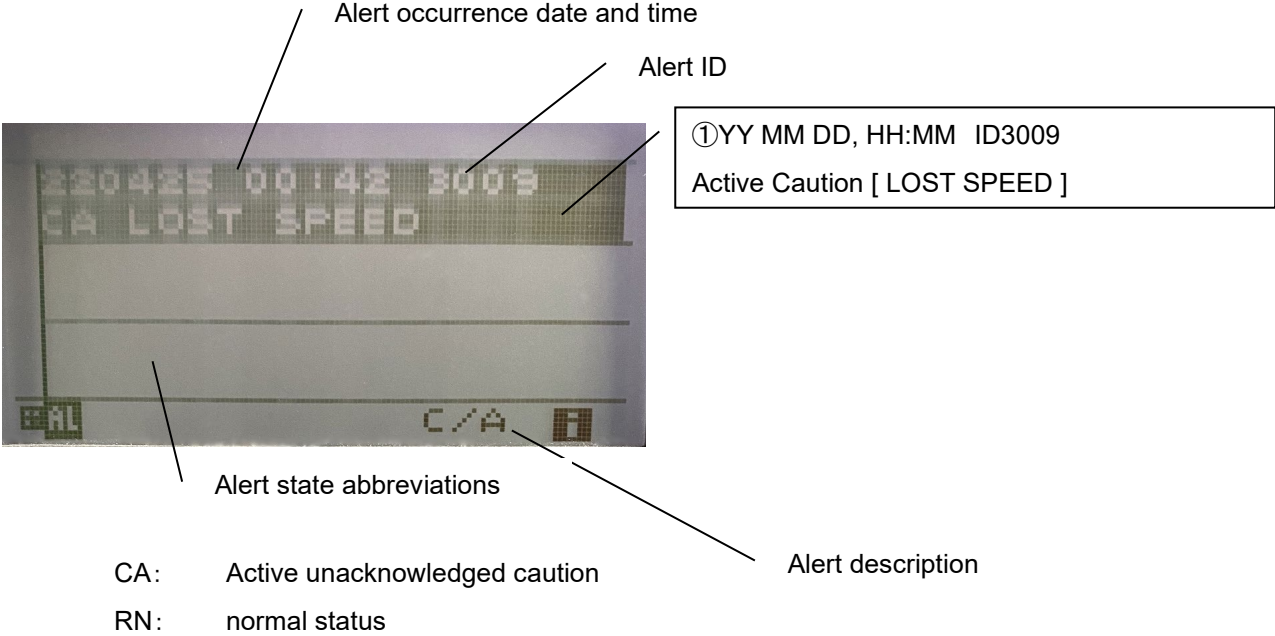 Alert occurrence date and time
Alert ID
①YY MM DD, HH:MM ID3009
Active Caution [ LOST SPEED ]
220425 00:42 3009
CA LOST SPEED
AL
C/A
Alert state abbreviations
Alert description
CA: Active unacknowledged caution
RN: normal status